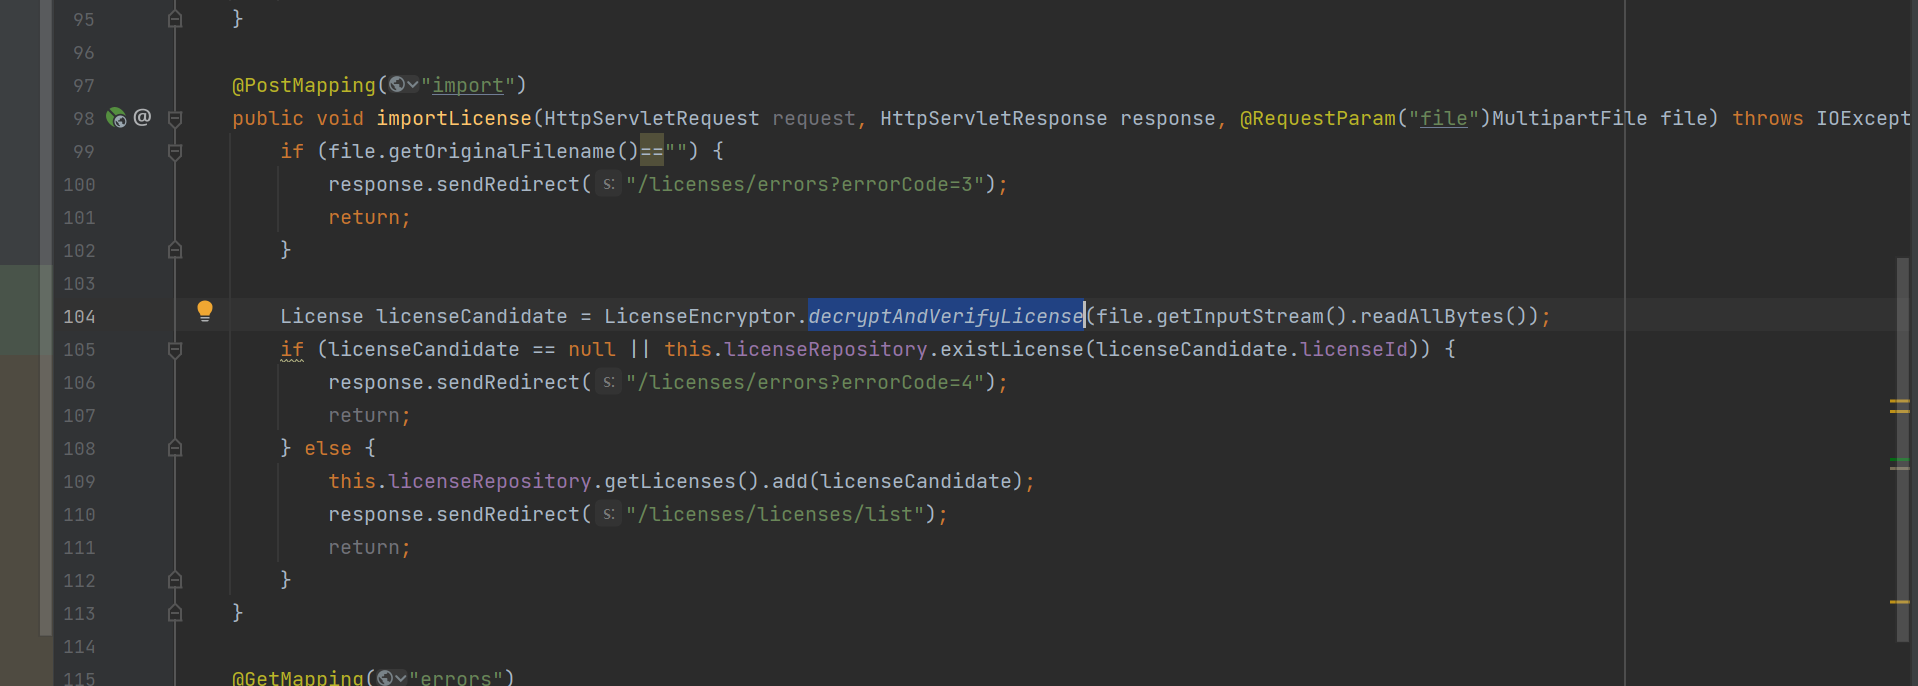 95 }
96
97 @PostMapping("import")
98 @ public void importLicense(HttpServletRequest request, HttpServletResponse response, @RequestParam("file")MultipartFile file) throws IOExcept
99 if (file.getOriginalFilename()=="") {
100 response.sendRedirect( s: "/licenses/errors?errorCode=3");
101 return;
102 }
103
104 License licenseCandidate = LicenseEncryptor.decryptAndVerifyLicense(file.getInputStream().readAllBytes());
105 if (licenseCandidate == null || this.licenseRepository.existLicense(licenseCandidate.licenseId)) {
106 response.sendRedirect( s: "/licenses/errors?errorCode=4");
107 return;
108 } else {
109 this.licenseRepository.getLicenses().add(licenseCandidate);
110 response.sendRedirect( s: "/licenses/licenses/list");
111 return;
112 }
113 }
114
115 @GetMapping("errors")